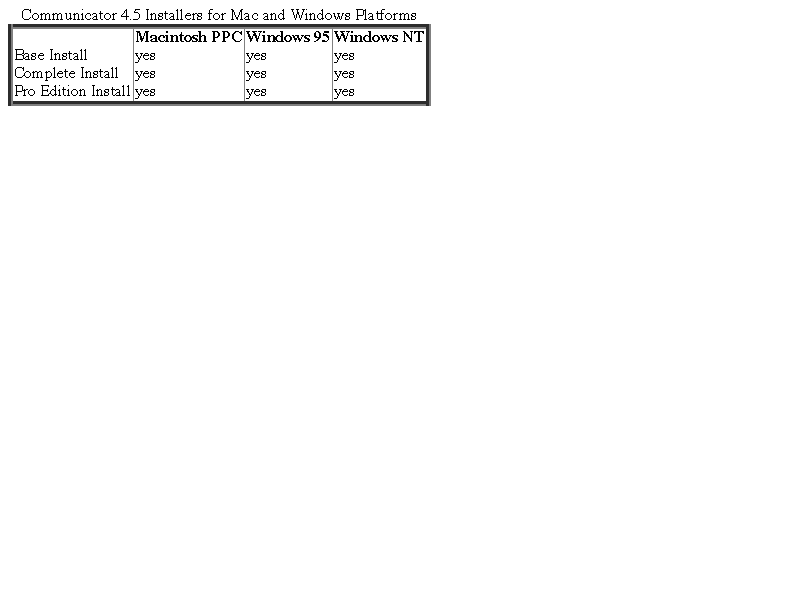 Communicator 4.5 Installers for Mac and Windows Platforms
Macintosh PPC Windows 95 Windows NT
Base Install yes yes yes
Complete Install yes yes yes
Pro Edition Install yes yes yes